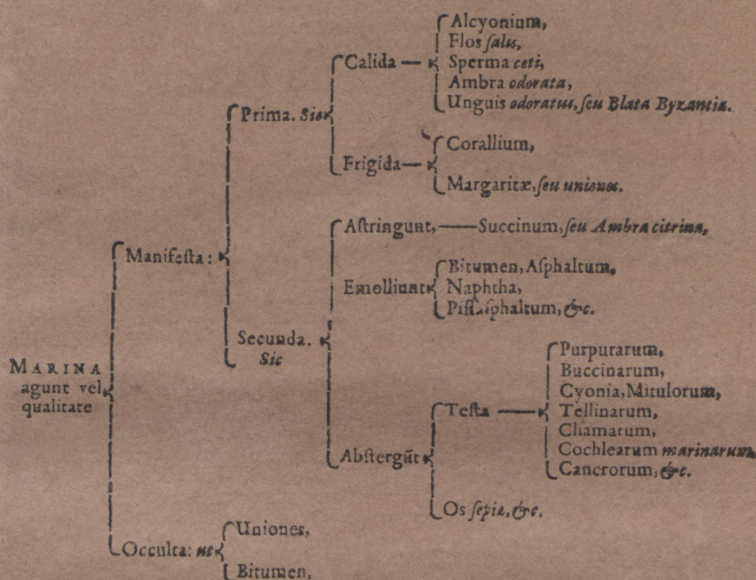 Alcyonium,
Flos ſalis,
Calida — Sperma ceti,
Ambra odorata,
Unguis odoratus, ſeu Blata Byzantia.
Prima. Sic
Corallium,
Frigida —
Margaritæ, ſeu uniones.
Aſtringunt, — Succinum, ſeu Ambra citrina,
Manifeſta:
Bitumen, Aſphaltum,
Emolliunt Naphtha,
Piſſaſphaltum, &c.
Secunda.
Sic
Purpurarum,
MARINA
Buccinarum,
agunt vel
Cyonia, Mitulorum,
qualitate
Teſta — Tellinarum,
Chamarum,
Cochlearum marinarum,
Abſtergūt
Cancrorum, &c.
Os ſepiæ, &c.
Uniones,
Occulta: ut
Bitumen,